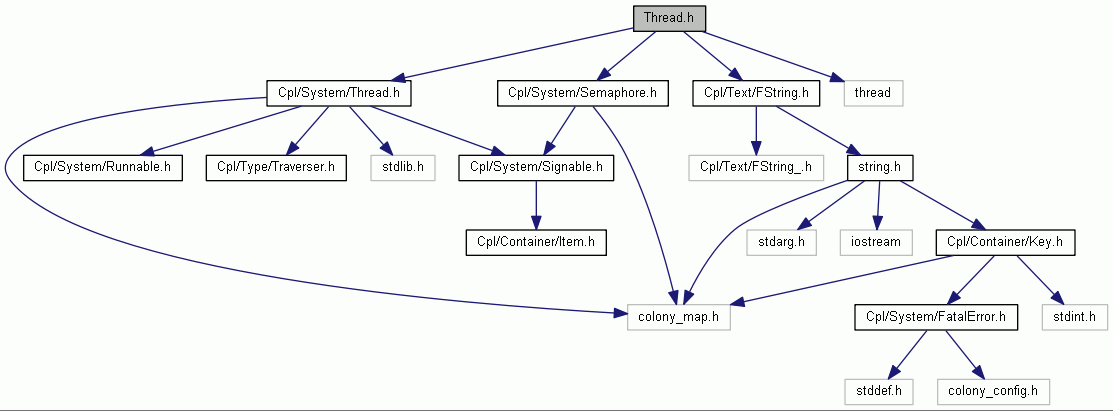 Thread.h
Cpl/System/Thread.h
Cpl/System/Semaphore.h
Cpl/Text/FString.h
thread
Cpl/System/Runnable.h
Cpl/Type/Traverser.h
stdlib.h
Cpl/System/Signable.h
Cpl/Text/FString_.h
string.h
Cpl/Container/Item.h
stdarg.h
iostream
Cpl/Container/Key.h
colony_map.h
Cpl/System/FatalError.h
stdint.h
stddef.h
colony_config.h